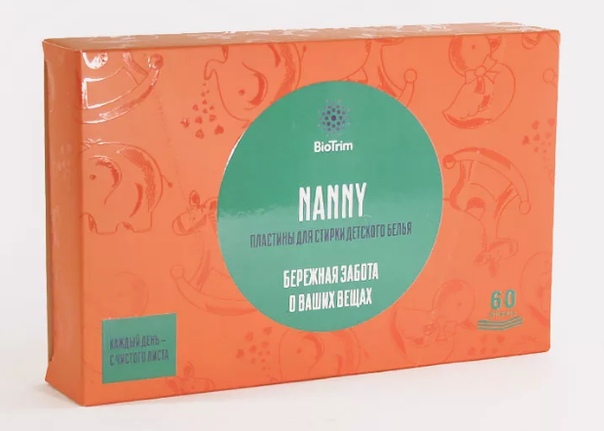 BioTrim
NANNY
ПЛАСТИНЫ ДЛЯ СТИРКИ ДЕТСКОГО БЕЛЬЯ
БЕРЕЖНАЯ ЗАБОТА
О ВАШИХ ВЕЩАХ
60
КАЖДЫЙ ДЕНЬ –
С ЧИСТОГО ЛИСТА